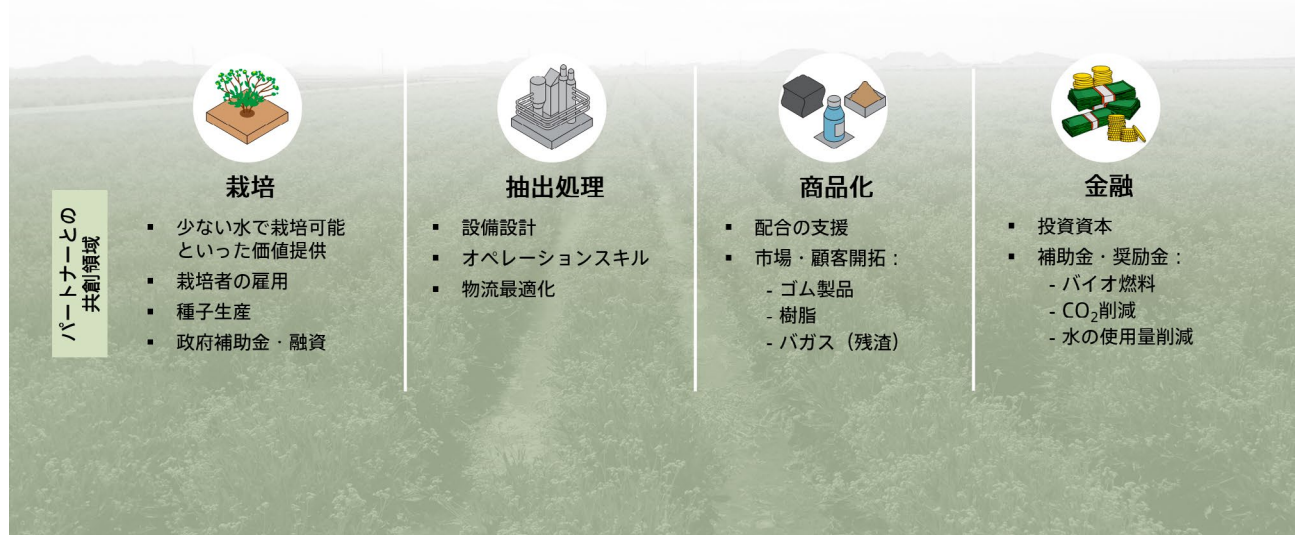 パートナーとの
共創領域
栽培
▪ 少ない水で栽培可能
といった価値提供
▪ 栽培者の雇用
▪ 種子生産
▪ 政府補助金・融資
抽出処理
▪ 設備設計
▪ オペレーションスキル
▪ 物流最適化
商品化
▪ 配合の支援
▪ 市場・顧客開拓：
- ゴム製品
- 樹脂
- バガス（残渣）
金融
▪ 投資資本
▪ 補助金・奨励金：
- バイオ燃料
- CO₂削減
- 水の使用量削減